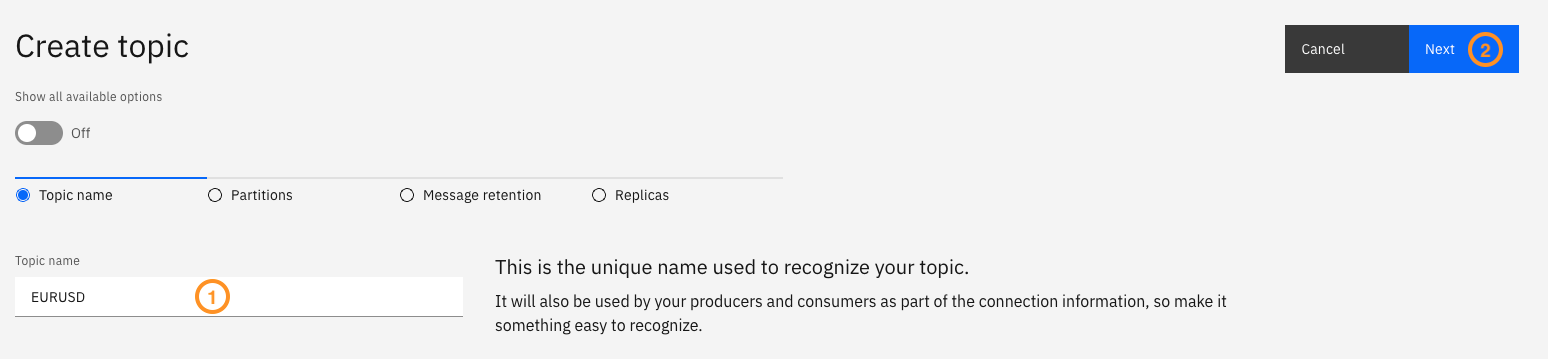 Create topic
Cancel
Next
2
Show all available options
Off
Topic name
Partitions
Message retention
Replicas
Topic name
EURUSD
1
This is the unique name used to recognize your topic.
It will also be used by your producers and consumers as part of the connection information, so make it
something easy to recognize.